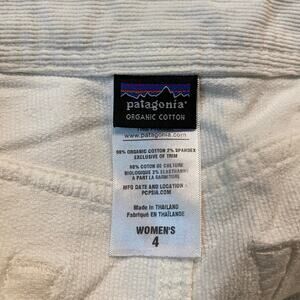 patagonia®
ORGANIC COTTON
www.patagonia.com
98% ORGANIC COTTON 2% SPANDEX
EXCLUSIVE OF TRIM
98% COTON DE CULTURE
BIOLOGIQUE 2% ELASTHANNE
A PART LA GARNITURE
MFG DATE AND LOCATION:
PCPSIA.COM
Made in THAILAND
Fabriqué EN THAÏLANDE
WOMEN'S
4